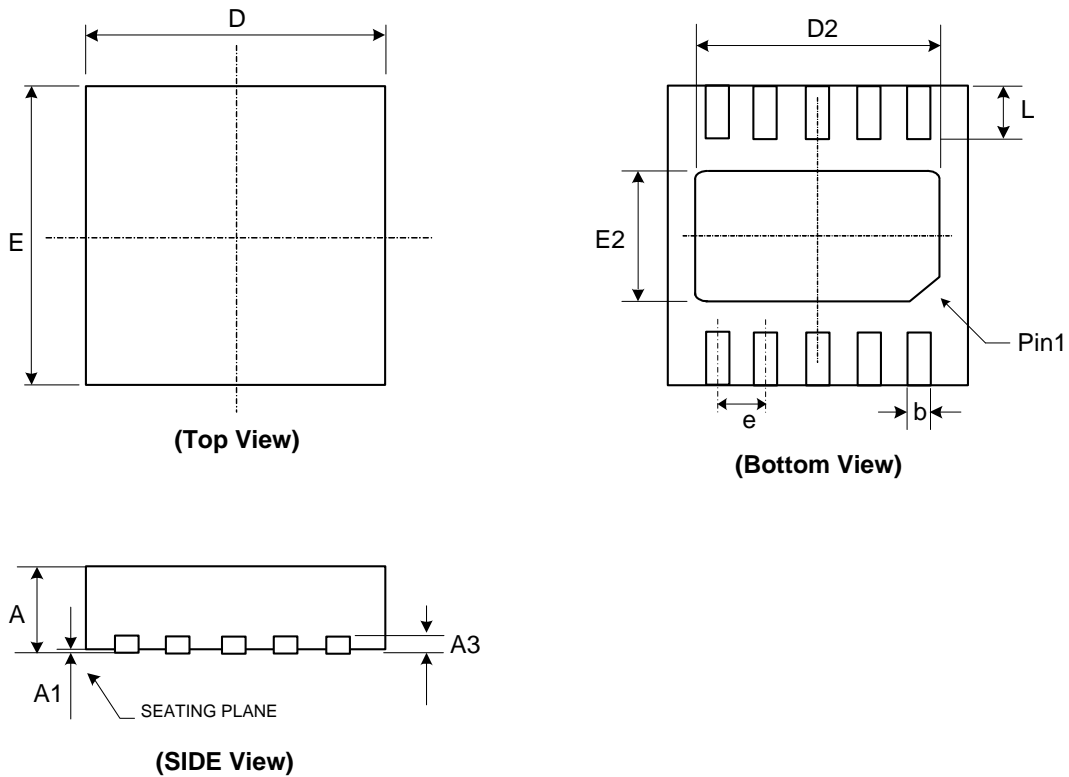 D
E
(Top View)
D2
L
E2
Pin1
e
b
(Bottom View)
A
A3
A1
SEATING PLANE
(SIDE View)